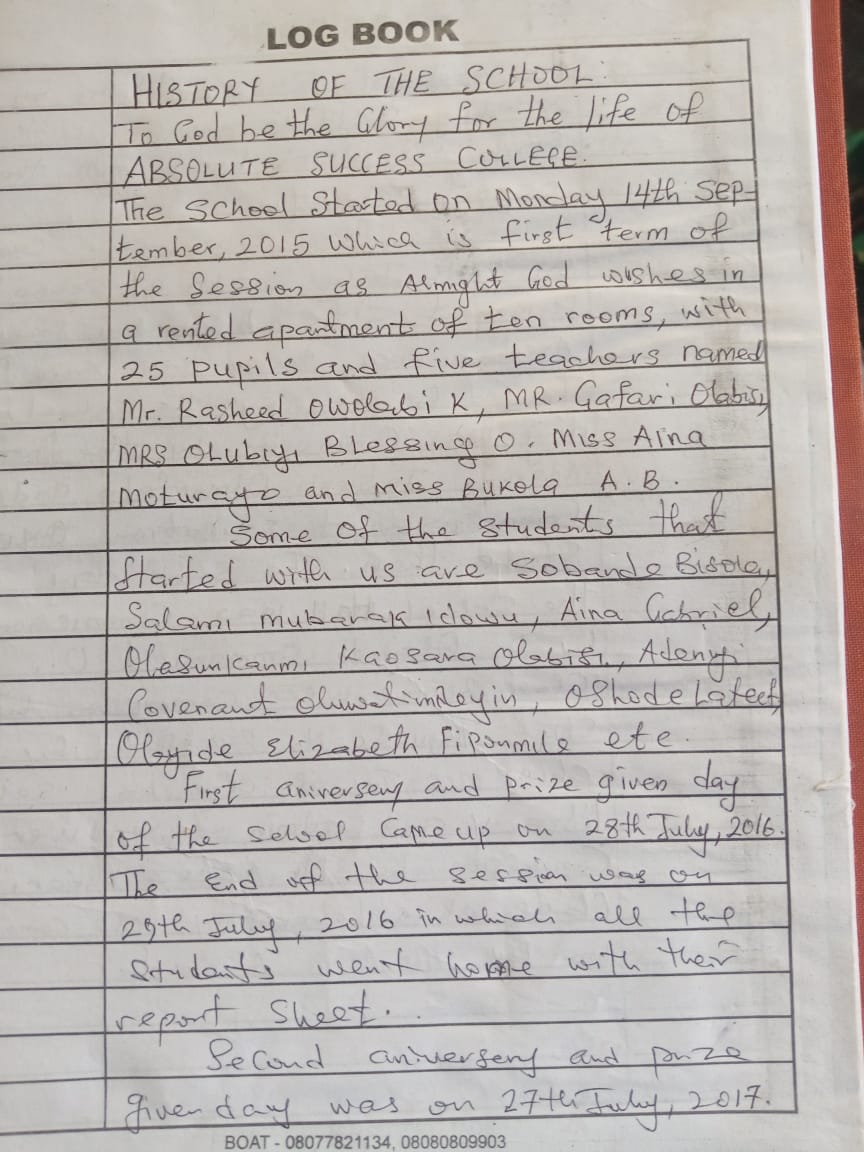 LOG BOOK
HISTORY OF THE SCHOOL:
To God be the Glory for the life of
ABSOLUTE SUCCESS COLLEGE.
The School Started on Monday 14th Sep-
tember, 2015 which is first term of
the Session as Almight God wishes in
a rented apantment of ten rooms, with
25 pupils and five teachers named
Mr. Rasheed Owolabi K, MR. Gafari Olabisi,
MRS Olubiyi Blessing O. Miss Aina
Moturayo and Miss Bukola A.B.
Some of the students that
Started with us are Sobande Bisola,
Salami Mubarak Idowu, Aina Gabriel,
Olasunkanmi Kaosara Olabisi, Adeniyi
Covenant Oluwatimileyin, Oshode Lateef,
Olayide Elizabeth Fipounmile ete.
First aniversery and prize given day
of the School Came up on 28th July, 2016.
The End off the session was on
29th July, 2016 in which all the
Students went home with their
report Sheet..
Second aniversery and prize
given day was on 27th July, 2017.
BOAT - 08077821134, 08080809903